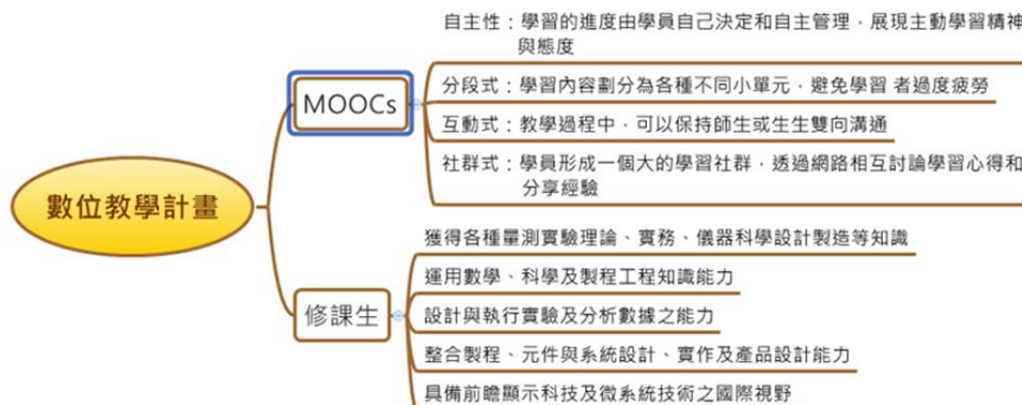 數位教學計畫
MOOCs
自主性：學習的進度由學員自己決定和自主管理，展現主動學習精神
與態度
分段式：學習內容劃分為各種不同小單元，避免學習 者過度疲勞
互動式：教學過程中，可以保持師生或生生雙向溝通
社群式：學員形成一個大的學習社群，透過網路相互討論學習心得和
分享經驗
修課生
獲得各種量測實驗理論、實務、儀器科學設計製造等知識
運用數學、科學及製程工程知識能力
設計與執行實驗及分析數據之能力
整合製程、元件與系統設計、實作及產品設計能力
具備前瞻顯示科技及微系統技術之國際視野